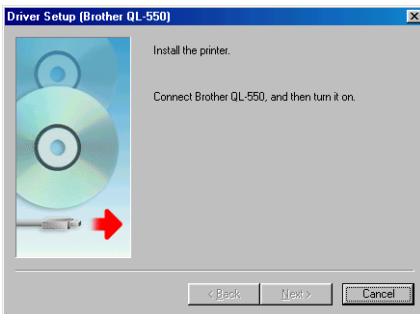 Driver Setup (Brother QL-550)
Install the printer.
Connect Brother QL-550, and then turn it on.
< Back
Next >
Cancel